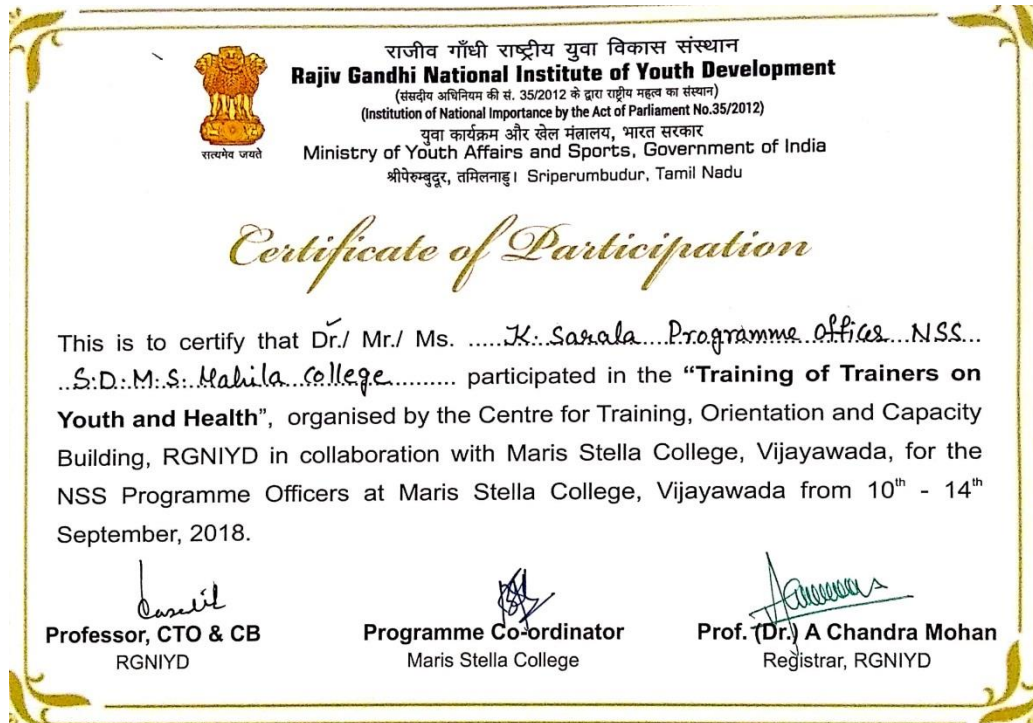 राजीव गाँधी राष्ट्रीय युवा विकास संस्थान
Rajiv Gandhi National Institute of Youth Development
(संसदीय अधिनियम की सं. 35/2012 के द्वारा राष्ट्रीय महत्व का संस्थान)
(Institution of National Importance by the Act of Parliament No.35/2012)
युवा कार्यक्रम और खेल मंत्रालय, भारत सरकार
सत्यमेव जयते
Ministry of Youth Affairs and Sports, Government of India
श्रीपेरुम्बुदूर, तमिलनाडु। Sriperumbudur, Tamil Nadu
Certificate of Participation
This is to certify that Dr./ Mr./ Ms. .....K. Sarala...Programme Officer...NSS...
..S.D.M.S. Mahila College.......... participated in the “Training of Trainers on
Youth and Health”, organised by the Centre for Training, Orientation and Capacity
Building, RGNIYD in collaboration with Maris Stella College, Vijayawada, for the
NSS Programme Officers at Maris Stella College, Vijayawada from 10th - 14th
September, 2018.
Professor, CTO & CB
RGNIYD
Programme Co-ordinator
Maris Stella College
Prof. (Dr.) A Chandra Mohan
Registrar, RGNIYD